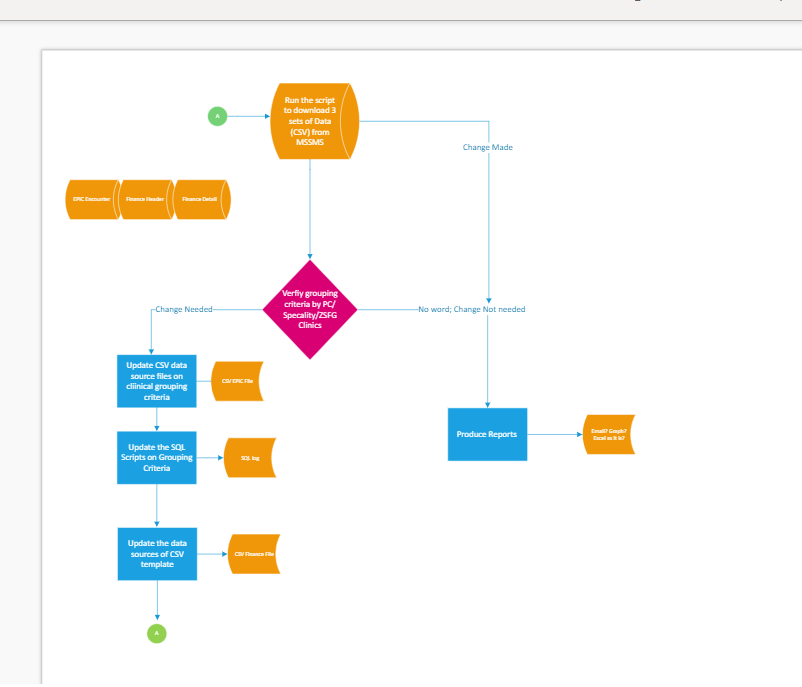 A
Run the script
to download 3
sets of Data
(CSV) from
MSSMS
Change Made
EPIC Encounter
Finance Header
Finance Detail
Verfiy grouping
criteria by PC/
Specality/ZSFG
Clinics
Change Needed
No word; Change Not needed
Update CSV data
source files on
cliinical grouping
criteria
CSV EPIC File
Produce Reports
Email? Graph?
Excel as it is?
Update the SQL
Scripts on Grouping
Criteria
SQL log
Update the data
sources of CSV
template
CSV Finance File
A